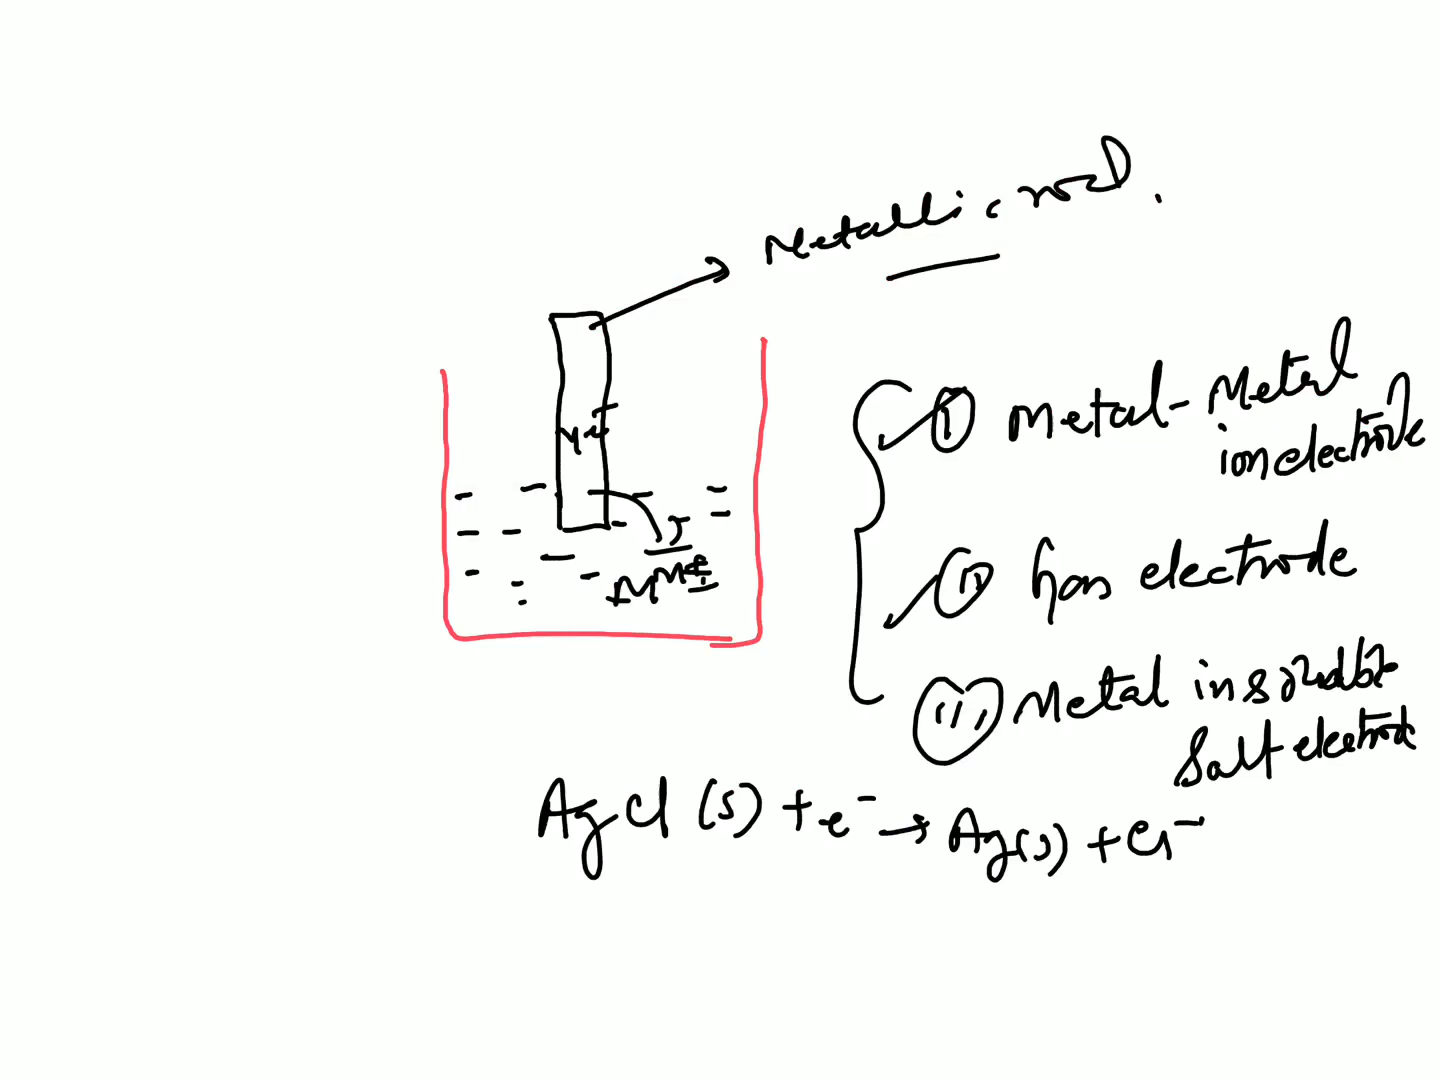 Metallic rod.
(i) Metal-Metal
ion electrode
(ii) Gas electrode
(iii) Metal insoluble
Salt electrode
AgCl (s) + e⁻ → Ag(s) + Cl⁻